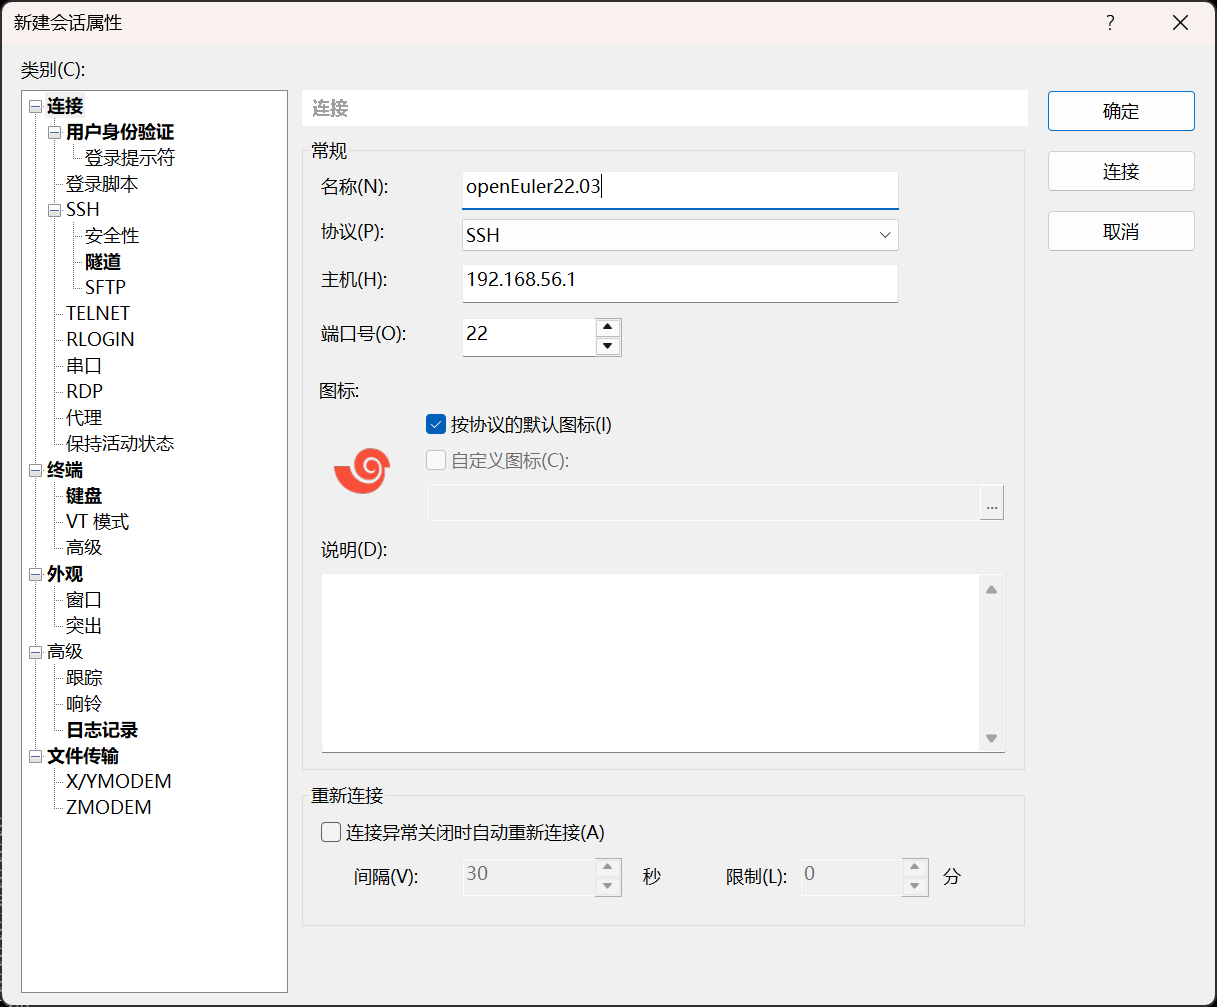 新建会话属性
?
类别(C):
连接
用户身份验证
登录提示符
登录脚本
SSH
安全性
隧道
SFTP
TELNET
RLOGIN
串口
RDP
代理
保持活动状态
终端
键盘
VT 模式
高级
外观
窗口
突出
高级
跟踪
响铃
日志记录
文件传输
X/YMODEM
ZMODEM
连接
常规
名称(N): openEuler22.03
协议(P): SSH
主机(H): 192.168.56.1
端口号(O): 22
图标:
按协议的默认图标(I)
自定义图标(C):
...
说明(D):
重新连接
连接异常关闭时自动重新连接(A)
间隔(V): 30 秒 限制(L): 0 分
确定
连接
取消